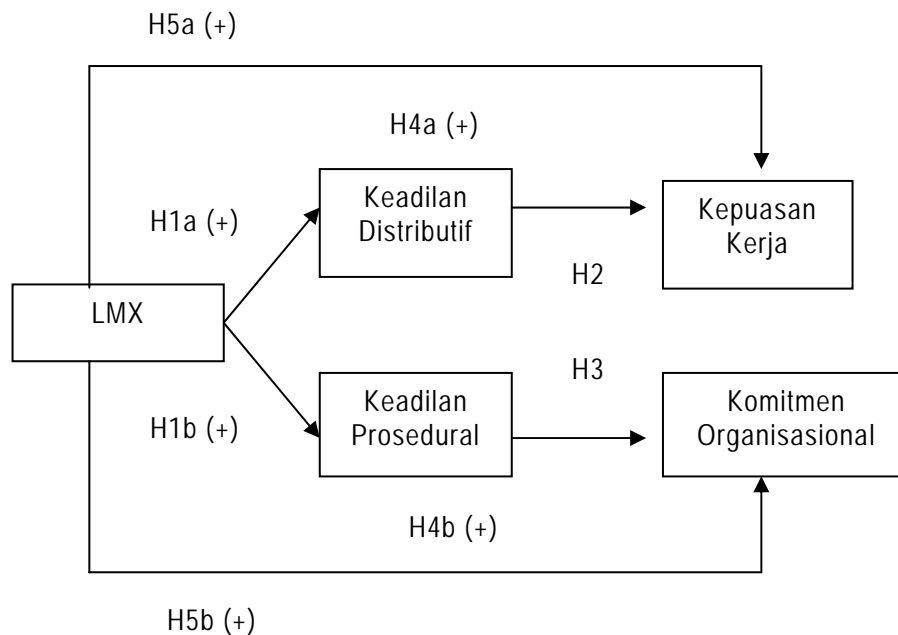 H5a (+)
H4a (+)
Keadilan
Distributif
Kepuasan
Kerja
H1a (+)
H2
LMX
H3
Keadilan
Prosedural
Komitmen
Organisasional
H1b (+)
H4b (+)
H5b (+)